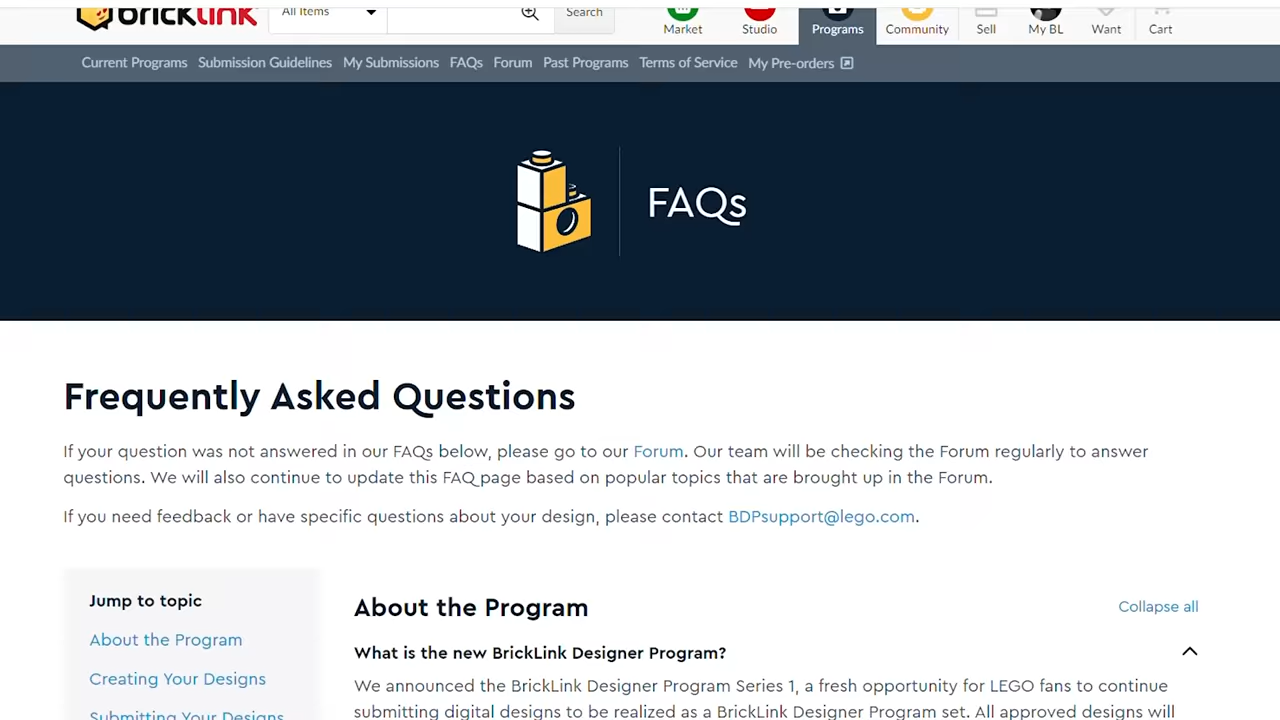 bricklink
All Items Search Market Studio Programs Community Sell My BL Want Cart
Current Programs Submission Guidelines My Submissions FAQs Forum Past Programs Terms of Service My Pre-orders
FAQs
Frequently Asked Questions
If your question was not answered in our FAQs below, please go to our Forum. Our team will be checking the Forum regularly to answer
questions. We will also continue to update this FAQ page based on popular topics that are brought up in the Forum.
If you need feedback or have specific questions about your design, please contact BDPsupport@lego.com.
Jump to topic
About the Program
Creating Your Designs
Submitting Your Designs
About the Program Collapse all
What is the new BrickLink Designer Program?
We announced the BrickLink Designer Program Series 1, a fresh opportunity for LEGO fans to continue
submitting digital designs to be realized as a BrickLink Designer Program set. All approved designs will